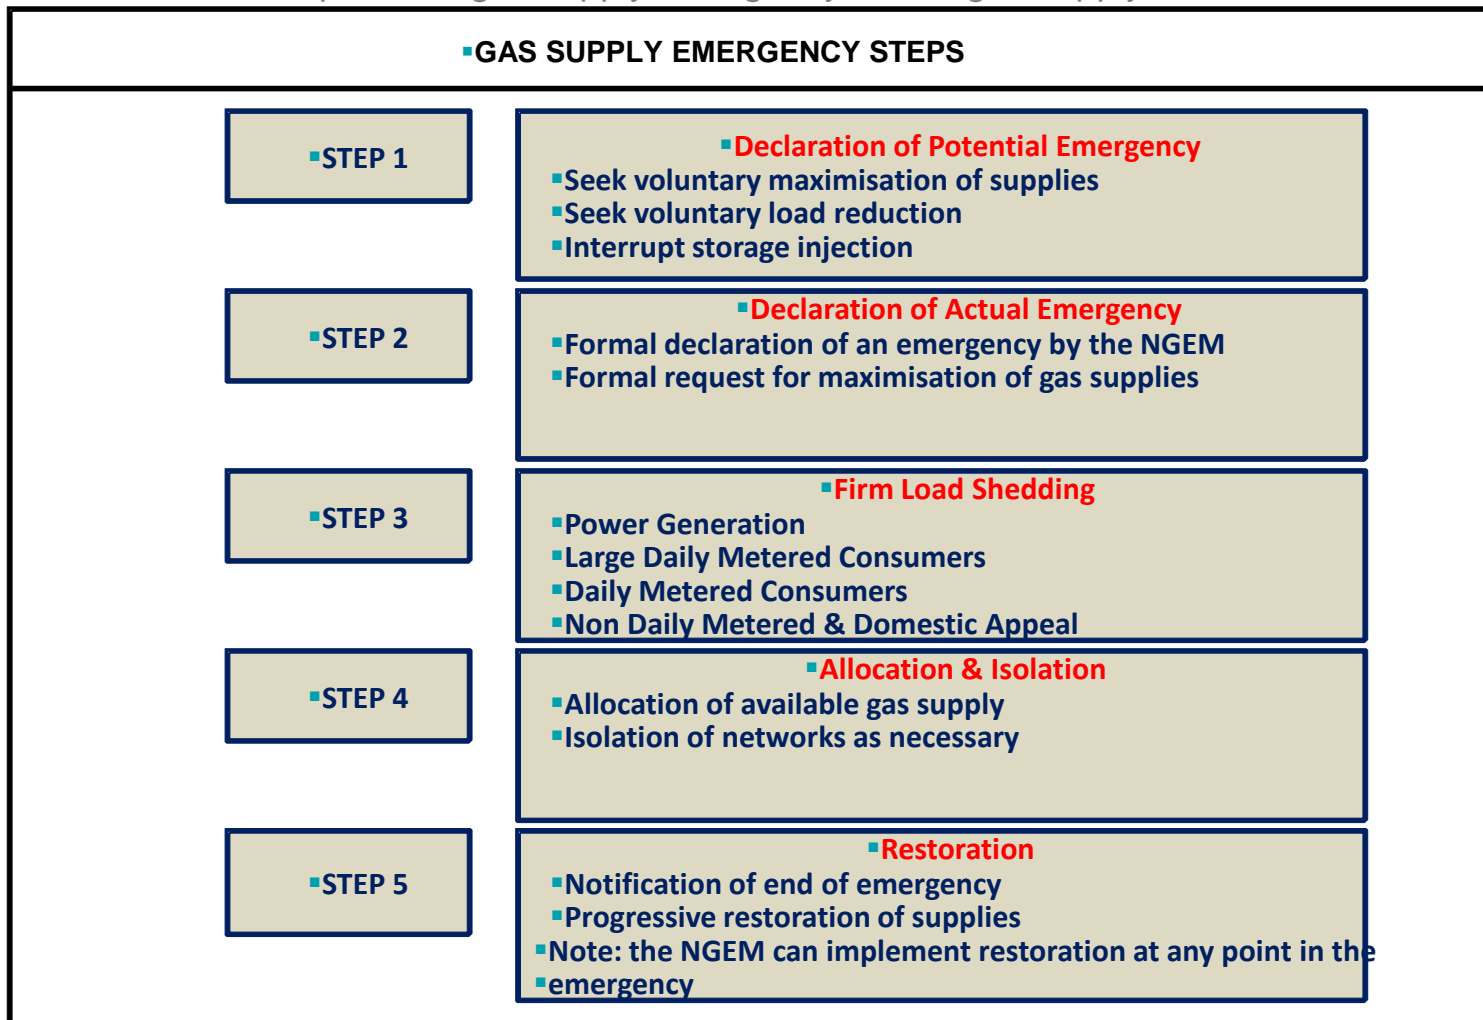 ▪GAS SUPPLY EMERGENCY STEPS
▪STEP 1
▪Declaration of Potential Emergency
▪Seek voluntary maximisation of supplies
▪Seek voluntary load reduction
▪Interrupt storage injection
▪STEP 2
▪Declaration of Actual Emergency
▪Formal declaration of an emergency by the NGEM
▪Formal request for maximisation of gas supplies
▪STEP 3
▪Firm Load Shedding
▪Power Generation
▪Large Daily Metered Consumers
▪Daily Metered Consumers
▪Non Daily Metered & Domestic Appeal
▪STEP 4
▪Allocation & Isolation
▪Allocation of available gas supply
▪Isolation of networks as necessary
▪STEP 5
▪Restoration
▪Notification of end of emergency
▪Progressive restoration of supplies
▪Note: the NGEM can implement restoration at any point in the
▪emergency